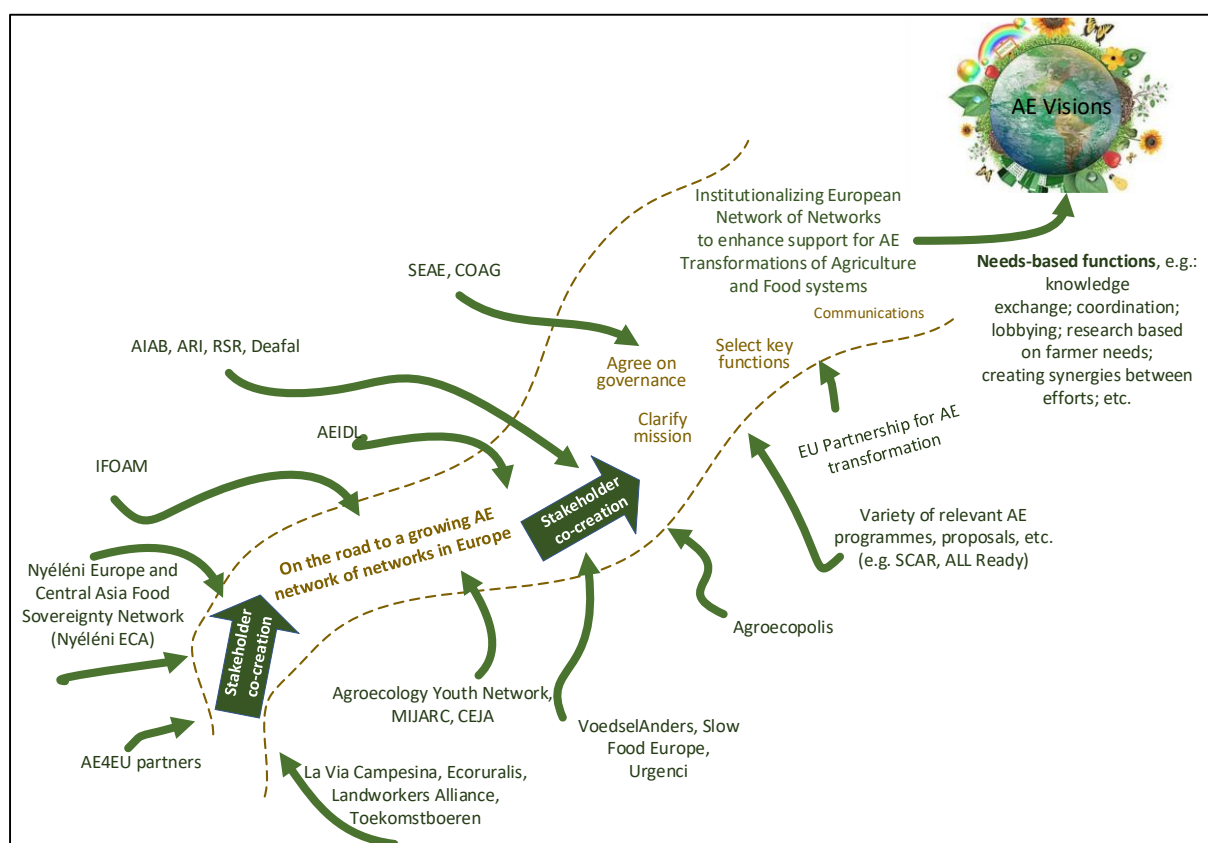 AE Visions
Institutionalizing European
Network of Networks
to enhance support for AE
Transformations of Agriculture
and Food systems
Needs-based functions, e.g.:
knowledge
exchange; coordination;
lobbying; research based
on farmer needs;
creating synergies between
efforts; etc.
Communications
SEAE, COAG
Select key
functions
Agree on
governance
AIAB, ARI, RSR, Deafal
Clarify
mission
AEIDL
EU Partnership for AE
transformation
IFOAM
Stakeholder
co-creation
Variety of relevant AE
programmes, proposals, etc.
(e.g. SCAR, ALL Ready)
On the road to a growing AE
network of networks in Europe
Nyéléni Europe and
Central Asia Food
Sovereignty Network
(Nyéléni ECA)
Stakeholder
co-creation
Agroecopolis
Agroecology Youth Network,
MIJARC, CEJA
VoedselAnders, Slow
Food Europe,
Urgenci
AE4EU partners
La Via Campesina, Ecoruralis,
Landworkers Alliance,
Toekomstboeren